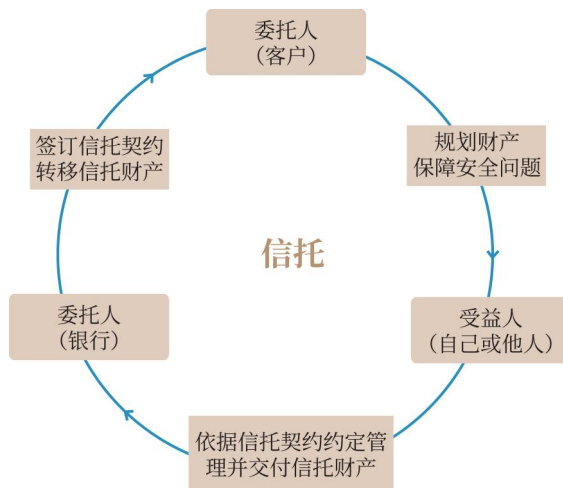 委托人
（客户）
签订信托契约
转移信托财产
规划财产
保障安全问题
信托
委托人
（银行）
受益人
（自己或他人）
依据信托契约约定管
理并交付信托财产